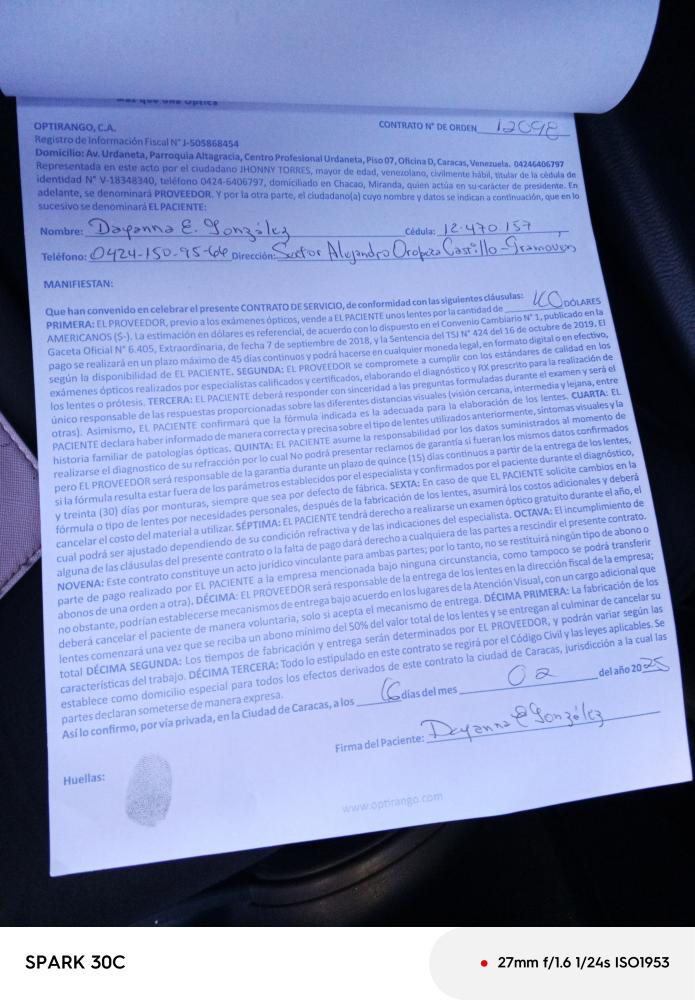 Más que una óptica
OPTIRANGO, C.A.
CONTRATO N° DE ORDEN 12098
Registro de Información Fiscal N° J-505868454
Domicilio: Av. Urdaneta, Parroquia Altagracia, Centro Profesional Urdaneta, Piso 07, Oficina D, Caracas, Venezuela. 04246406797
Representada en este acto por el ciudadano JHONNY TORRES, mayor de edad, venezolano, civilmente hábil, titular de la cédula de
identidad N° V-18348340, teléfono 0424-6406797, domiciliado en Chacao, Miranda, quien actúa en su carácter de presidente. En
adelante, se denominará PROVEEDOR. Y por la otra parte, el ciudadano(a) cuyo nombre y datos se indican a continuación, que en lo
sucesivo se denominará EL PACIENTE:
Nombre: Dayanna E. González Cédula: 12.470.157
Teléfono: 0424-150-95-64 Dirección: Sector Alejandro Oropeza Castillo-Gramoven
MANIFIESTAN:
Que han convenido en celebrar el presente CONTRATO DE SERVICIO, de conformidad con las siguientes cláusulas:
PRIMERA: EL PROVEEDOR, previo a los exámenes ópticos, vende a EL PACIENTE unos lentes por la cantidad de DÓLARES
AMERICANOS ($-). La estimación en dólares es referencial, de acuerdo con lo dispuesto en el Convenio Cambiario N° 1, publicado en la
Gaceta Oficial N° 6.405, Extraordinaria, de fecha 7 de septiembre de 2018, y la Sentencia del TSJ N° 424 del 16 de octubre de 2019. El
pago se realizará en un plazo máximo de 45 días continuos y podrá hacerse en cualquier moneda legal, en formato digital o en efectivo,
según la disponibilidad de EL PACIENTE. SEGUNDA: EL PROVEEDOR se compromete a cumplir con los estándares de calidad en los
exámenes ópticos realizados por especialistas calificados y certificados, elaborando el diagnóstico y RX prescrito para la realización de
los lentes o prótesis. TERCERA: EL PACIENTE deberá responder con sinceridad a las preguntas formuladas durante el examen y será el
único responsable de las respuestas proporcionadas sobre las diferentes distancias visuales (visión cercana, intermedia y lejana, entre
otras). Asimismo, EL PACIENTE confirmará que la fórmula indicada es la adecuada para la elaboración de los lentes. CUARTA: EL
PACIENTE declara haber informado de manera correcta y precisa sobre el tipo de lentes utilizados anteriormente, síntomas visuales y la
historia familiar de patologías ópticas. QUINTA: EL PACIENTE asume la responsabilidad por los datos suministrados al momento de
realizarse el diagnostico de su refracción por lo cual No podrá presentar reclamos de garantía si fueran los mismos datos confirmados
pero EL PROVEEDOR será responsable de la garantía durante un plazo de quince (15) días continuos a partir de la entrega de los lentes,
si la fórmula resulta estar fuera de los parámetros establecidos por el especialista y confirmados por el paciente durante el diagnóstico,
y treinta (30) días por monturas, siempre que sea por defecto de fábrica. SEXTA: En caso de que EL PACIENTE solicite cambios en la
fórmula o tipo de lentes por necesidades personales, después de la fabricación de los lentes, asumirá los costos adicionales y deberá
cancelar el costo del material a utilizar. SÉPTIMA: EL PACIENTE tendrá derecho a realizarse un examen óptico gratuito durante el año, el
cual podrá ser ajustado dependiendo de su condición refractiva y de las indicaciones del especialista. OCTAVA: El incumplimiento de
alguna de las cláusulas del presente contrato o la falta de pago dará derecho a cualquiera de las partes a rescindir el presente contrato.
NOVENA: Este contrato constituye un acto jurídico vinculante para ambas partes; por lo tanto, no se restituirá ningún tipo de abono o
parte de pago realizado por EL PACIENTE a la empresa mencionada bajo ninguna circunstancia, como tampoco se podrá transferir
abonos de una orden a otra). DÉCIMA: EL PROVEEDOR será responsable de la entrega de los lentes en la dirección fiscal de la empresa;
no obstante, podrían establecerse mecanismos de entrega bajo acuerdo en los lugares de la Atención Visual, con un cargo adicional que
deberá cancelar el paciente de manera voluntaria, solo si acepta el mecanismo de entrega. DÉCIMA PRIMERA: La fabricación de los
lentes comenzará una vez que se reciba un abono mínimo del 50% del valor total de los lentes y se entregan al culminar de cancelar su
total DÉCIMA SEGUNDA: Los tiempos de fabricación y entrega serán determinados por EL PROVEEDOR, y podrán variar según las
características del trabajo. DÉCIMA TERCERA: Todo lo estipulado en este contrato se regirá por el Código Civil y las leyes aplicables. Se
establece como domicilio especial para todos los efectos derivados de este contrato la ciudad de Caracas, jurisdicción a la cual las
partes declaran someterse de manera expresa.
Así lo confirmo, por vía privada, en la Ciudad de Caracas, a los 16 días del mes 02 del año 2025
Firma del Paciente: Dayanna E González
Huellas:
www.optirango.com
SPARK 30C
27mm f/1.6 1/24s ISO1953